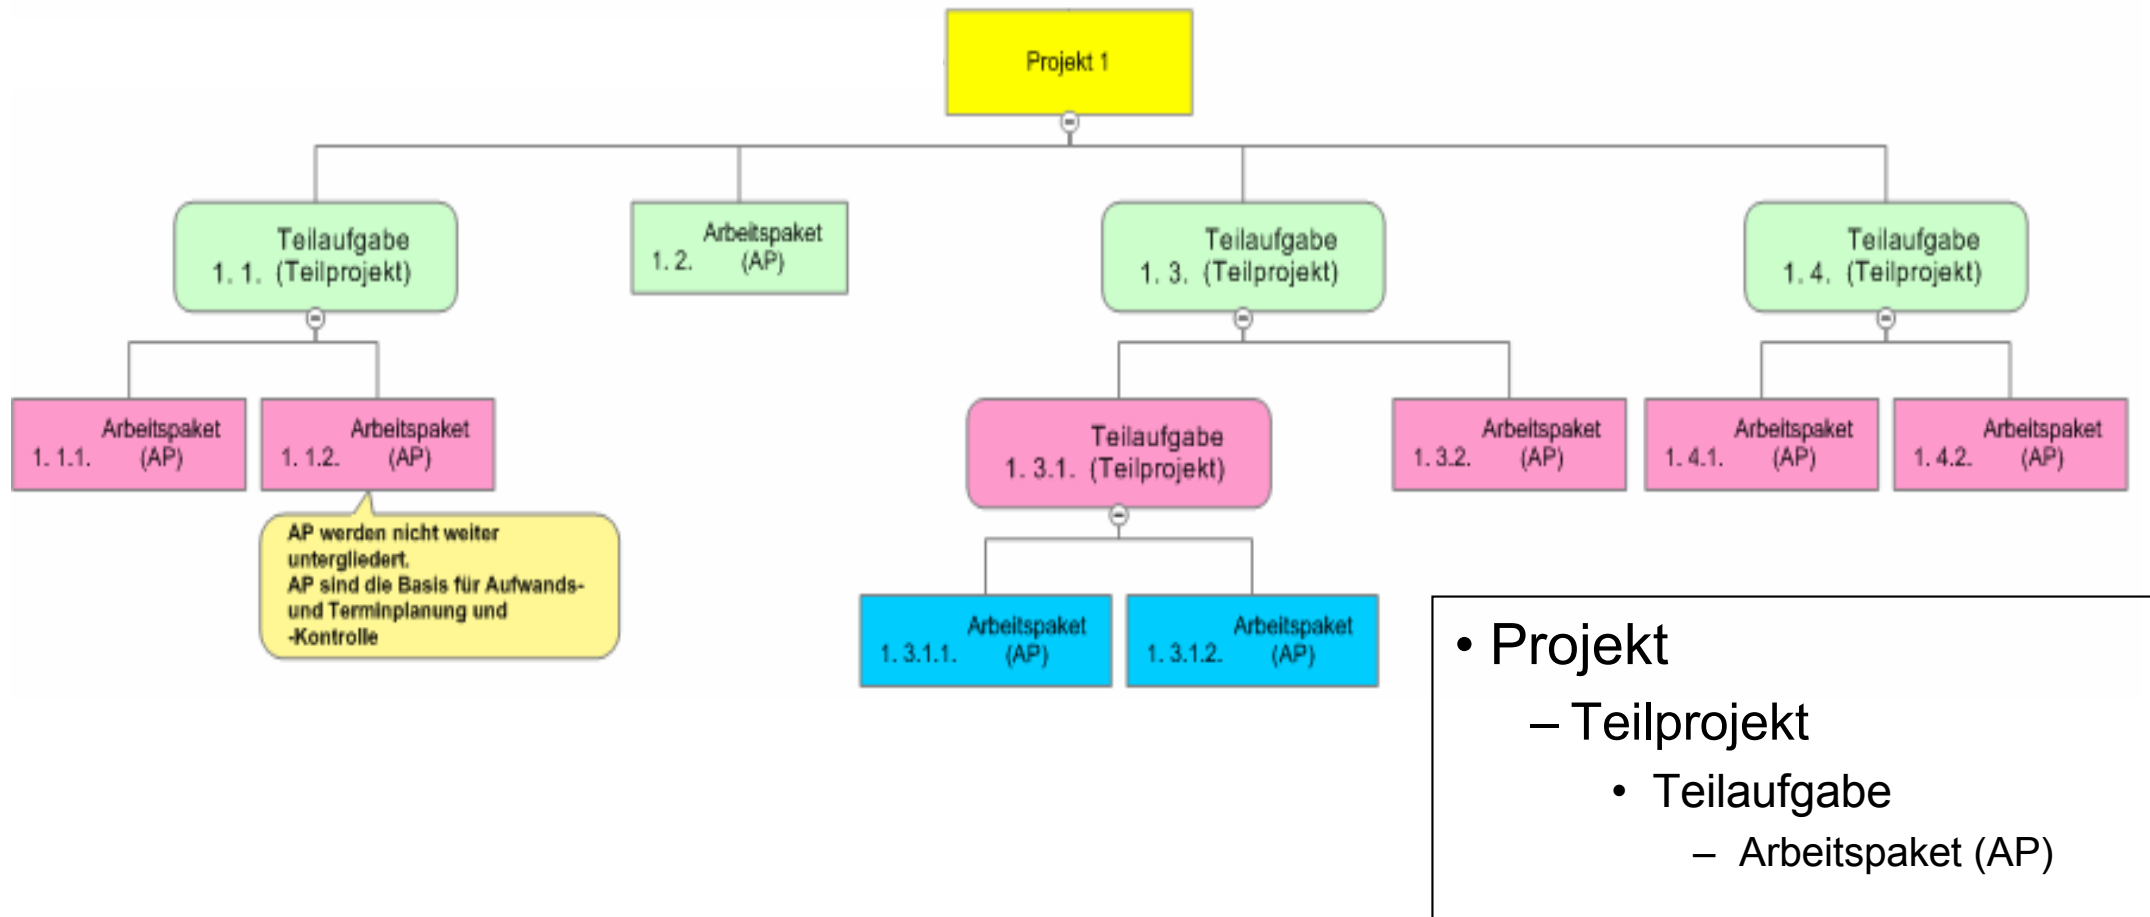 Projekt 1
Teilaufgabe
1. 1. (Teilprojekt)
Arbeitspaket
1. 2. (AP)
Teilaufgabe
1. 3. (Teilprojekt)
Teilaufgabe
1. 4. (Teilprojekt)
Arbeitspaket
1. 1.1. (AP)
Arbeitspaket
1. 1.2. (AP)
Teilaufgabe
1. 3.1. (Teilprojekt)
Arbeitspaket
1. 3.2. (AP)
Arbeitspaket
1. 4.1. (AP)
Arbeitspaket
1. 4.2. (AP)
AP werden nicht weiter
untergliedert.
AP sind die Basis für Aufwands-
und Terminplanung und
-Kontrolle
Arbeitspaket
1. 3.1.1. (AP)
Arbeitspaket
1. 3.1.2. (AP)
• Projekt
– Teilprojekt
• Teilaufgabe
– Arbeitspaket (AP)